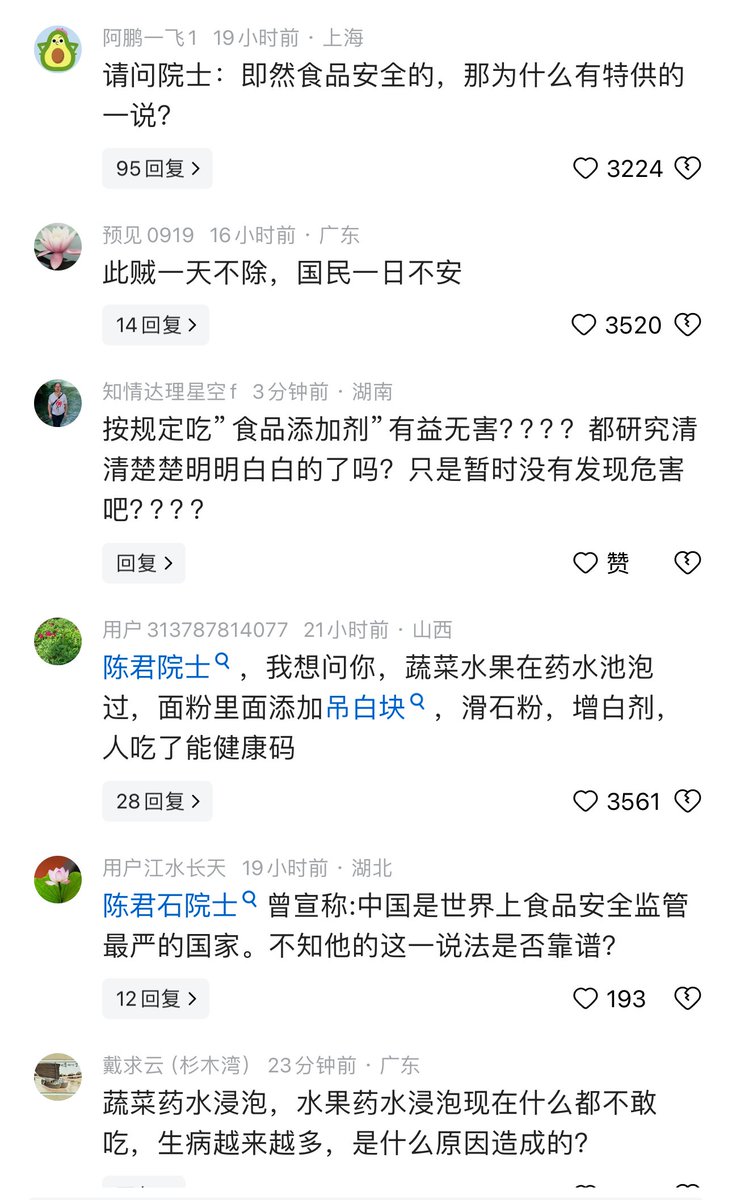 阿鹏一飞1 19小时前 · 上海
请问院士：即然食品安全的，那为什么有特供的
一说？
95回复 >
3224
预见0919 16小时前 · 广东
此贼一天不除，国民一日不安
14回复 >
3520
知情达理星空f 3分钟前 · 湖南
按规定吃”食品添加剂”有益无害？？？？都研究清
清楚楚明明白白的了吗？只是暂时没有发现危害
吧？？？？
回复 >
赞
用户313787814077 21小时前 · 山西
陈君院士，我想问你，蔬菜水果在药水池泡
过，面粉里面添加吊白块，滑石粉，增白剂，
人吃了能健康码
28回复 >
3561
用户江水长天 19小时前 · 湖北
陈君石院士 曾宣称:中国是世界上食品安全监管
最严的国家。不知他的这一说法是否靠谱？
12回复 >
193
戴求云（杉木湾） 23分钟前 · 广东
蔬菜药水浸泡，水果药水浸泡现在什么都不敢
吃，生病越来越多，是什么原因造成的？